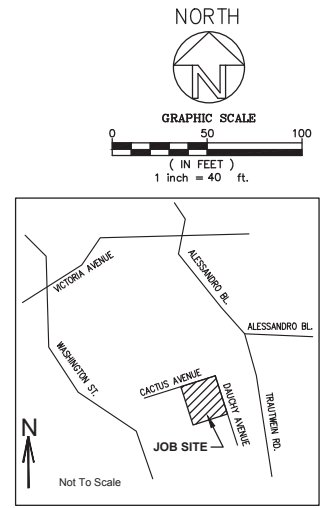 NORTH
N
GRAPHIC SCALE
0 50 100
( IN FEET )
1 inch = 40 ft.
VICTORIA AVENUE
ALESSANDRO BL.
ALESSANDRO BL.
WASHINGTON ST.
CACTUS AVENUE
DAUCHY AVENUE
TRAUTWEIN RD.
JOB SITE
N
Not To Scale